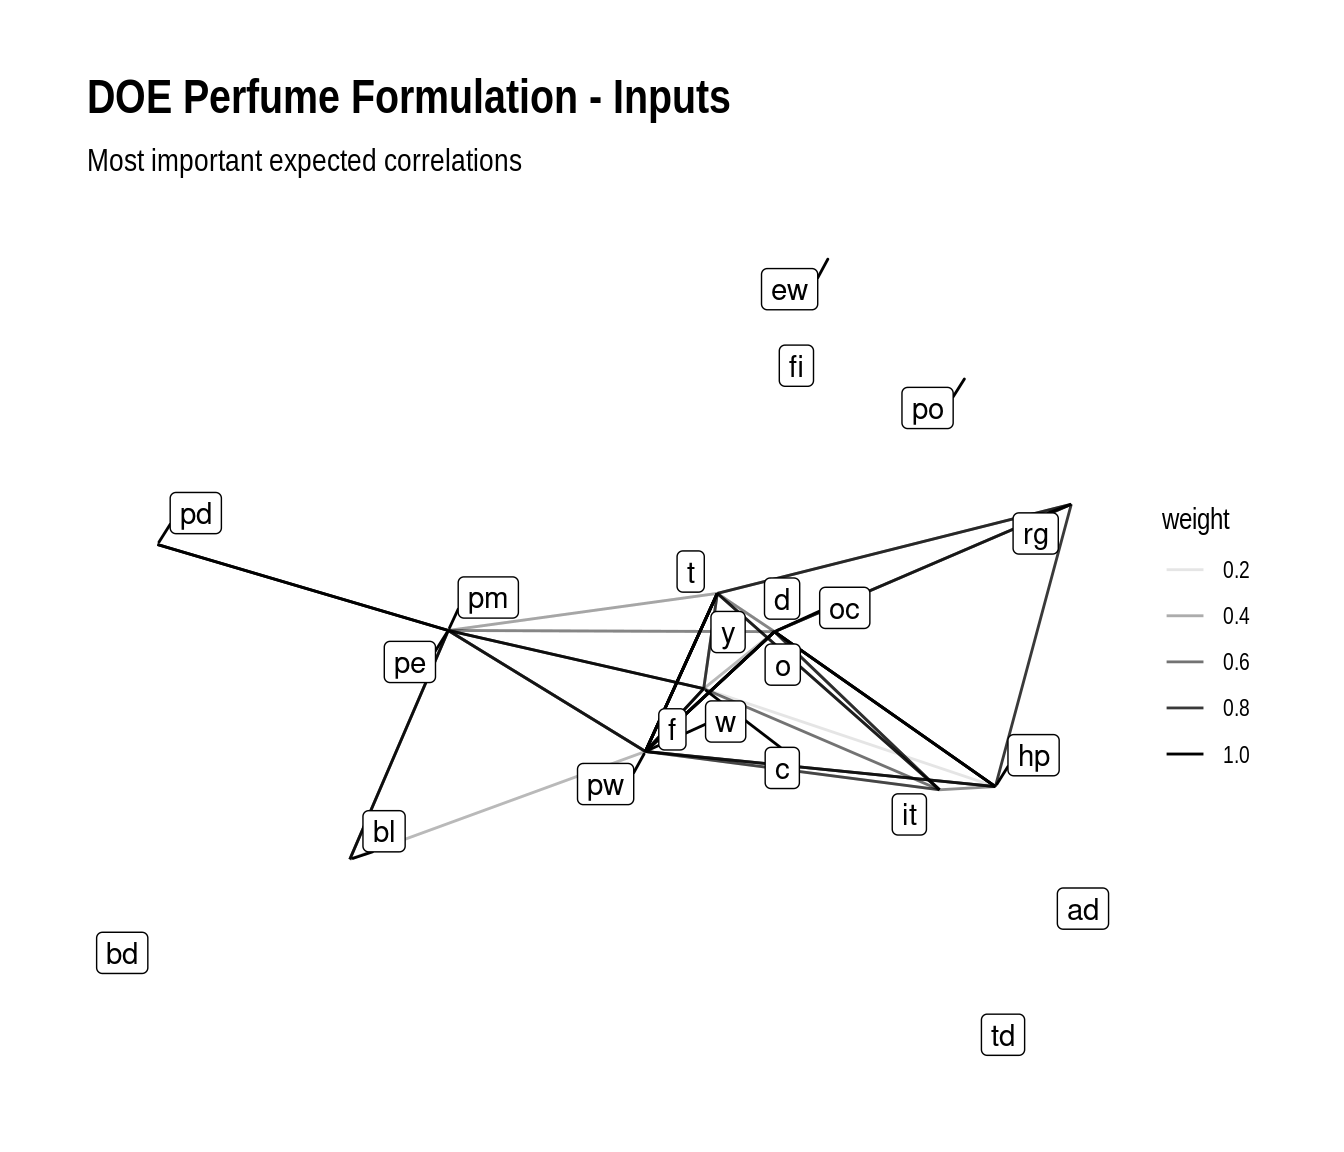 DOE Perfume Formulation - Inputs
Most important expected correlations
ew
fi
po
pd
rg
t
pm
d
oc
y
pe
o
f
w
c
pw
hp
it
bl
ad
bd
td
weight
0.2
0.4
0.6
0.8
1.0